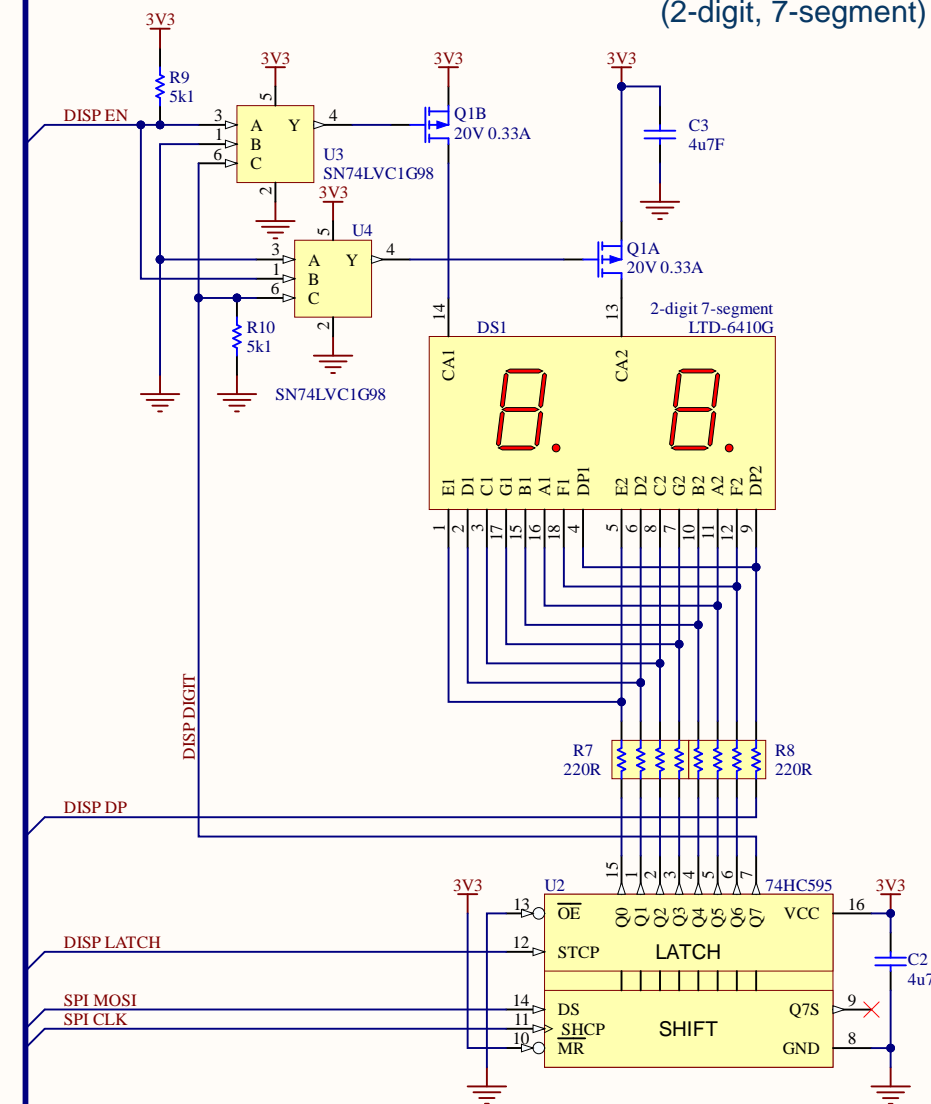 (2-digit, 7-segment)
3V3
R9
5k1
DISP EN
3V3
5
3
A
Y
4
1
B
6
C
2
U3
SN74LVC1G98
3V3
Q1B
20V 0.33A
3V3
C3
4u7F
3V3
5
U4
3
A
Y
4
1
B
6
C
2
R10
5k1
SN74LVC1G98
Q1A
20V 0.33A
14
13
2-digit 7-segment
DS1
LTD-6410G
CA1
CA2
E1
D1
C1
G1
B1
A1
F1
DP1
E2
D2
C2
G2
B2
A2
F2
DP2
1
2
3
17
15
16
18
4
5
6
8
7
10
11
12
9
DISP DIGIT
R7
220R
R8
220R
DISP DP
15
1
2
3
4
5
6
7
3V3
U2
74HC595
3V3
13
OE
Q0
Q1
Q2
Q3
Q4
Q5
Q6
Q7
VCC
16
DISP LATCH
12
STCP
LATCH
C2
4u7
SPI MOSI
14
DS
Q7S
9
SPI CLK
11
SHCP
SHIFT
10
MR
GND
8